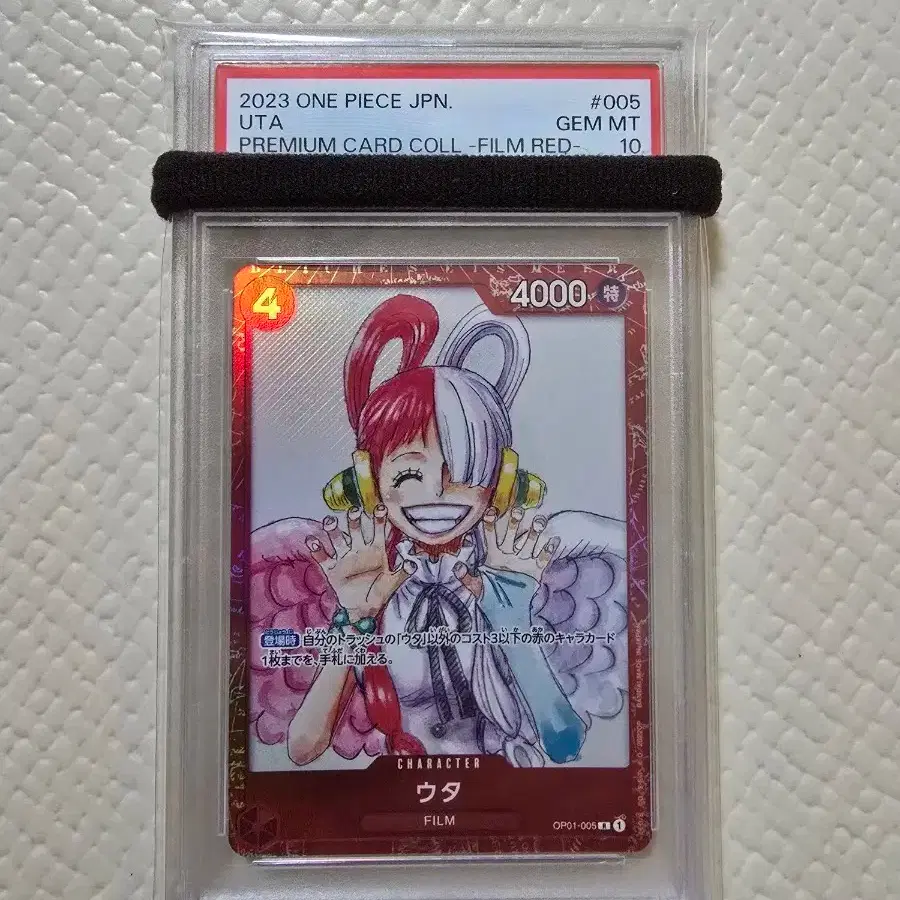 2023 ONE PIECE JPN. #005
UTA GEM MT
PREMIUM CARD COLL -FILM RED- 10
4 4000 特
登場時 自分のトラッシュの「ウタ」以外のコスト3以下の赤のキャラカード
1枚までを、手札に加える。
CHARACTER
ウタ
FILM
OP01-005 R 1